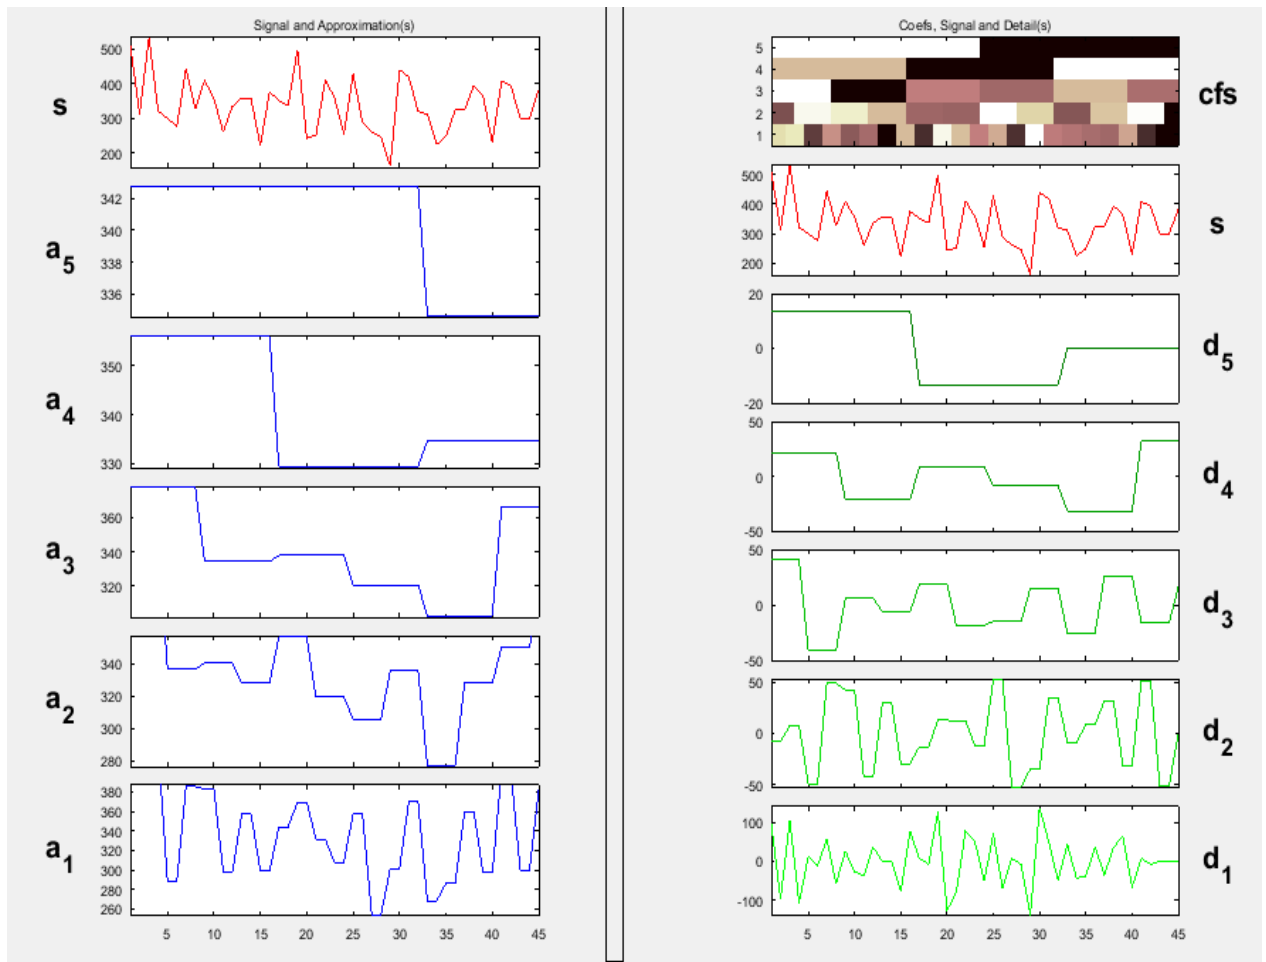 Signal and Approximation(s)
s
500
400
300
200
a5
342
340
338
336
a4
350
340
330
a3
360
340
320
a2
340
320
300
280
a1
380
360
340
320
300
280
260
5 10 15 20 25 30 35 40 45
Coefs, Signal and Detail(s)
5
4
3
2
1
cfs
500
400
300
200
s
20
0
-20
d5
50
0
-50
d4
50
0
-50
d3
50
0
-50
d2
100
0
-100
d1
5 10 15 20 25 30 35 40 45